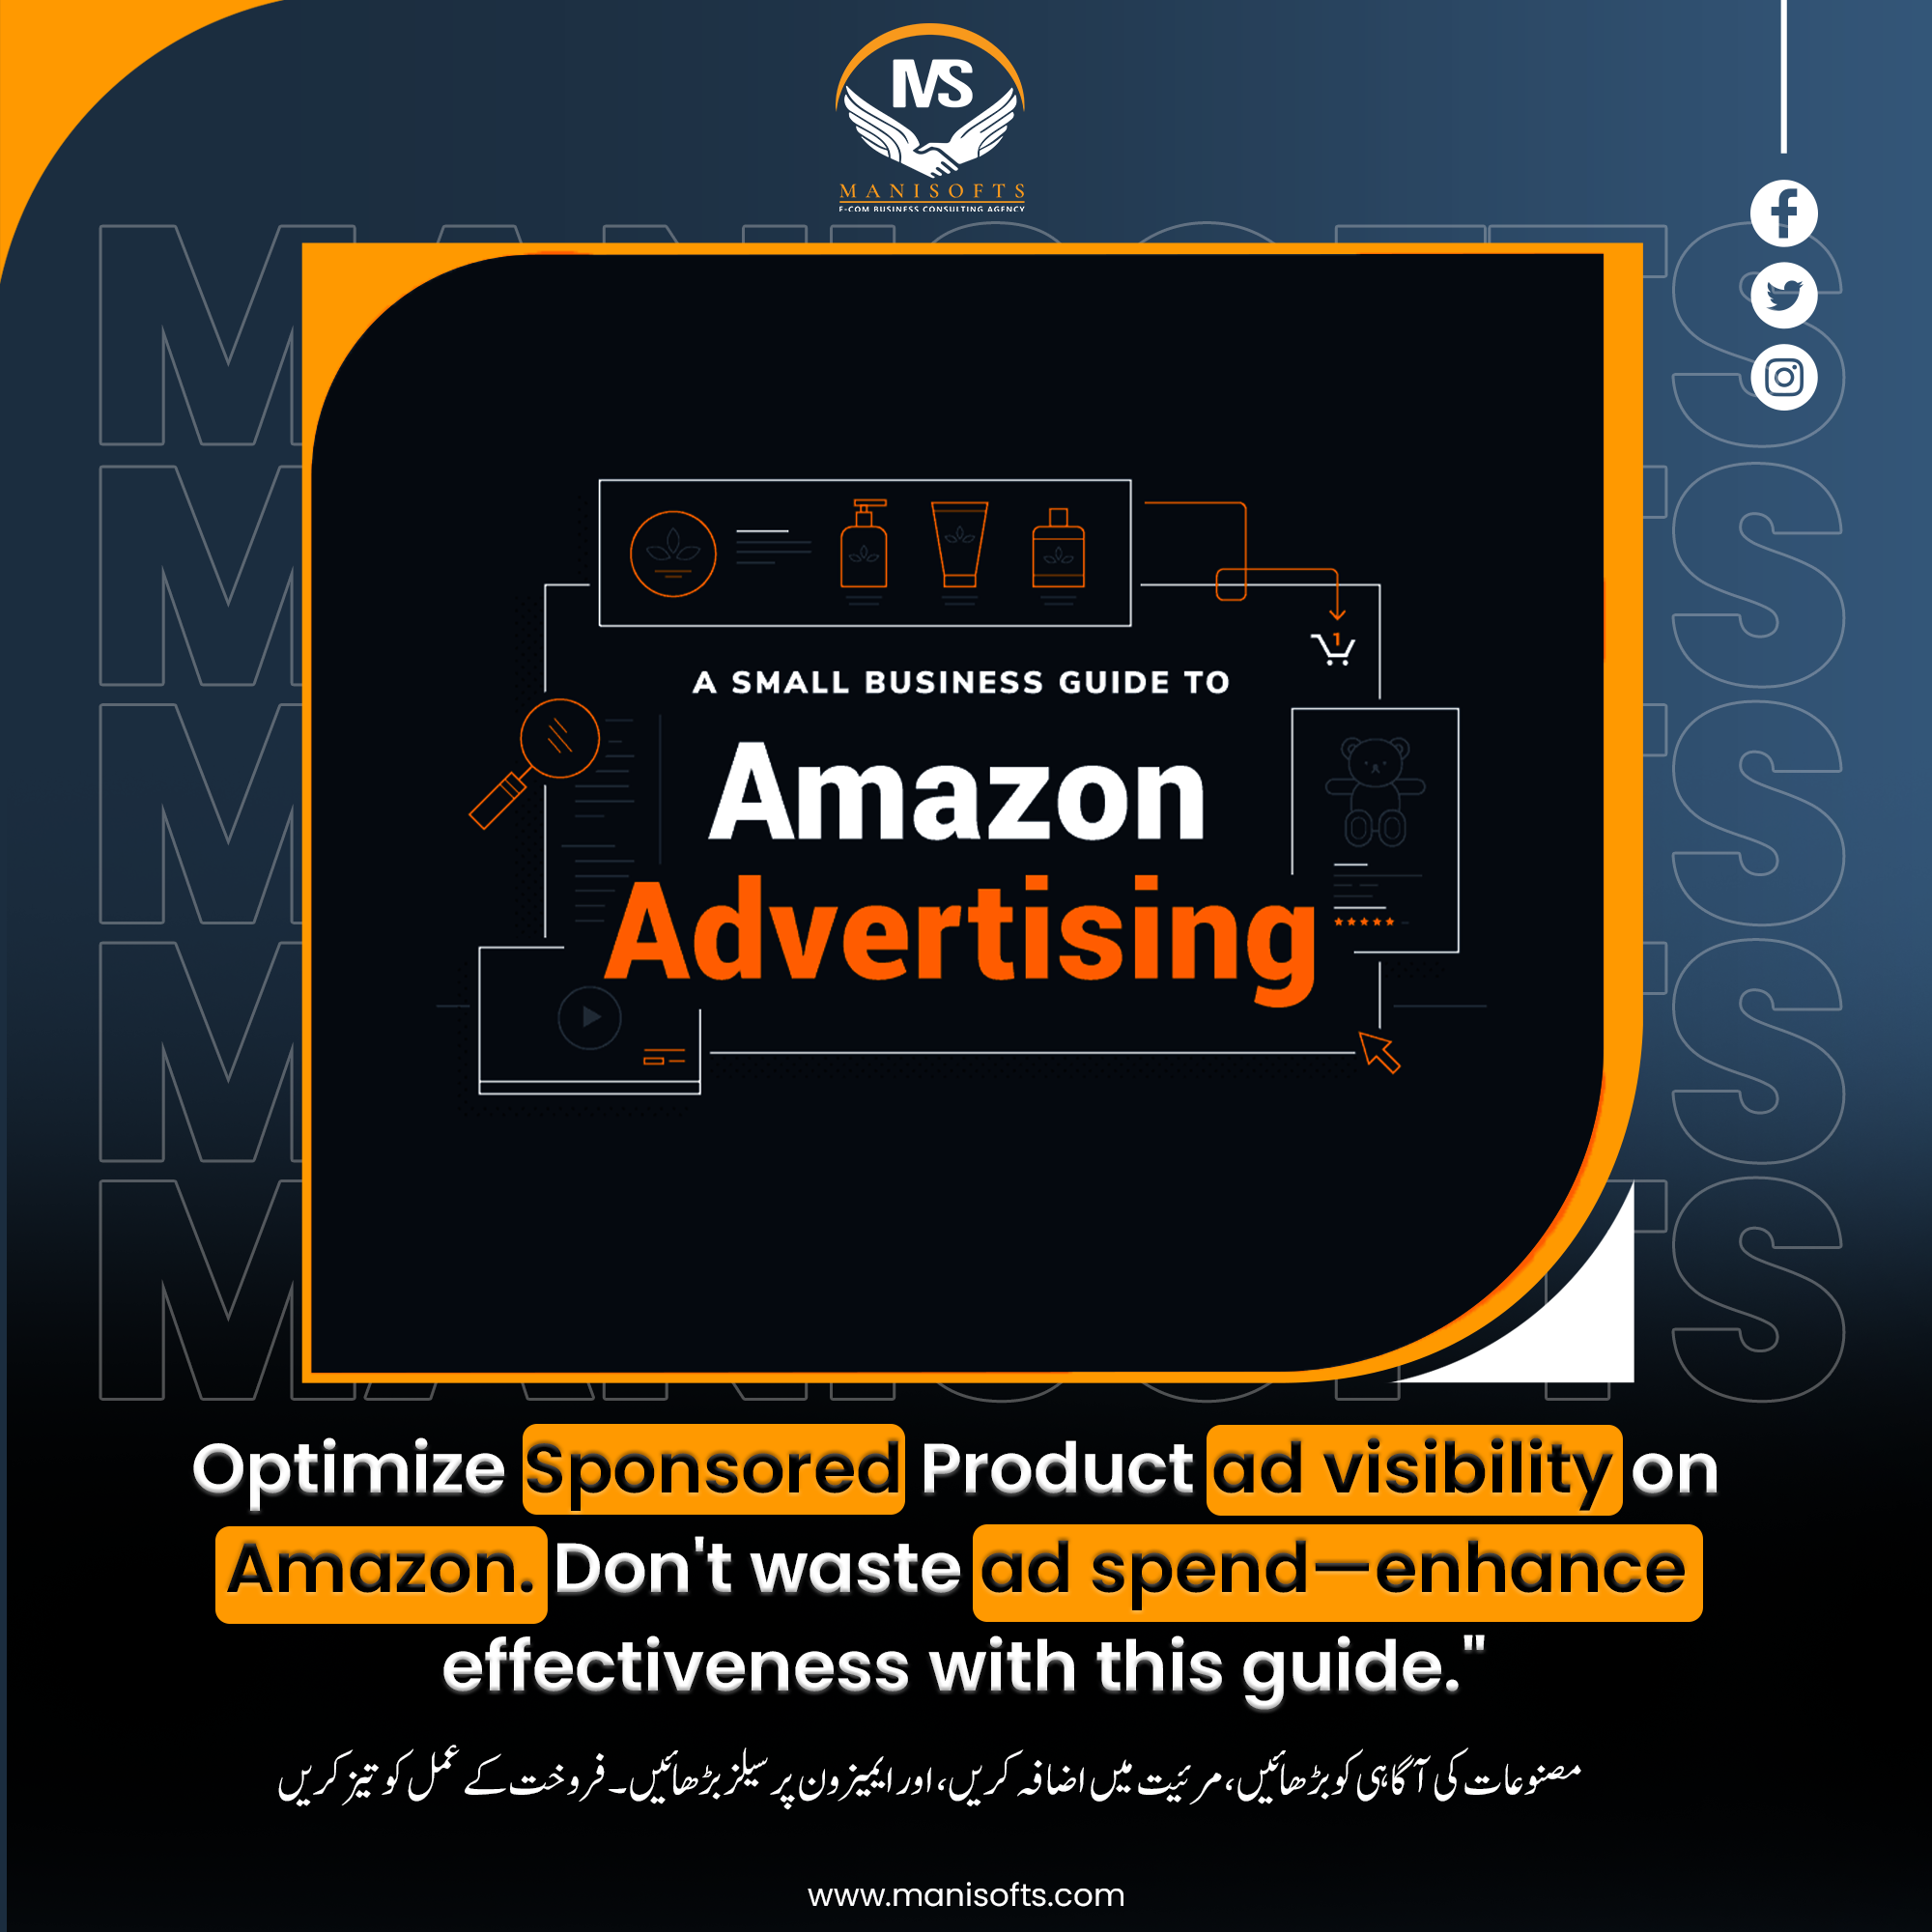 MS
MANISOFTS
E-COM BUSINESS CONSULTING AGENCY
MANISOFTS
A SMALL BUSINESS GUIDE TO
1
Amazon
Advertising
Optimize Sponsored Product ad visibility on
Amazon. Don't waste ad spend—enhance
effectiveness with this guide."
مصنوعات کی آگاہی کو بڑھائیں، مرئیت میں اضافہ کریں، اور ایمیزون پر سیلز بڑھائیں۔ فروخت کے عمل کو تیز کریں
www.manisofts.com